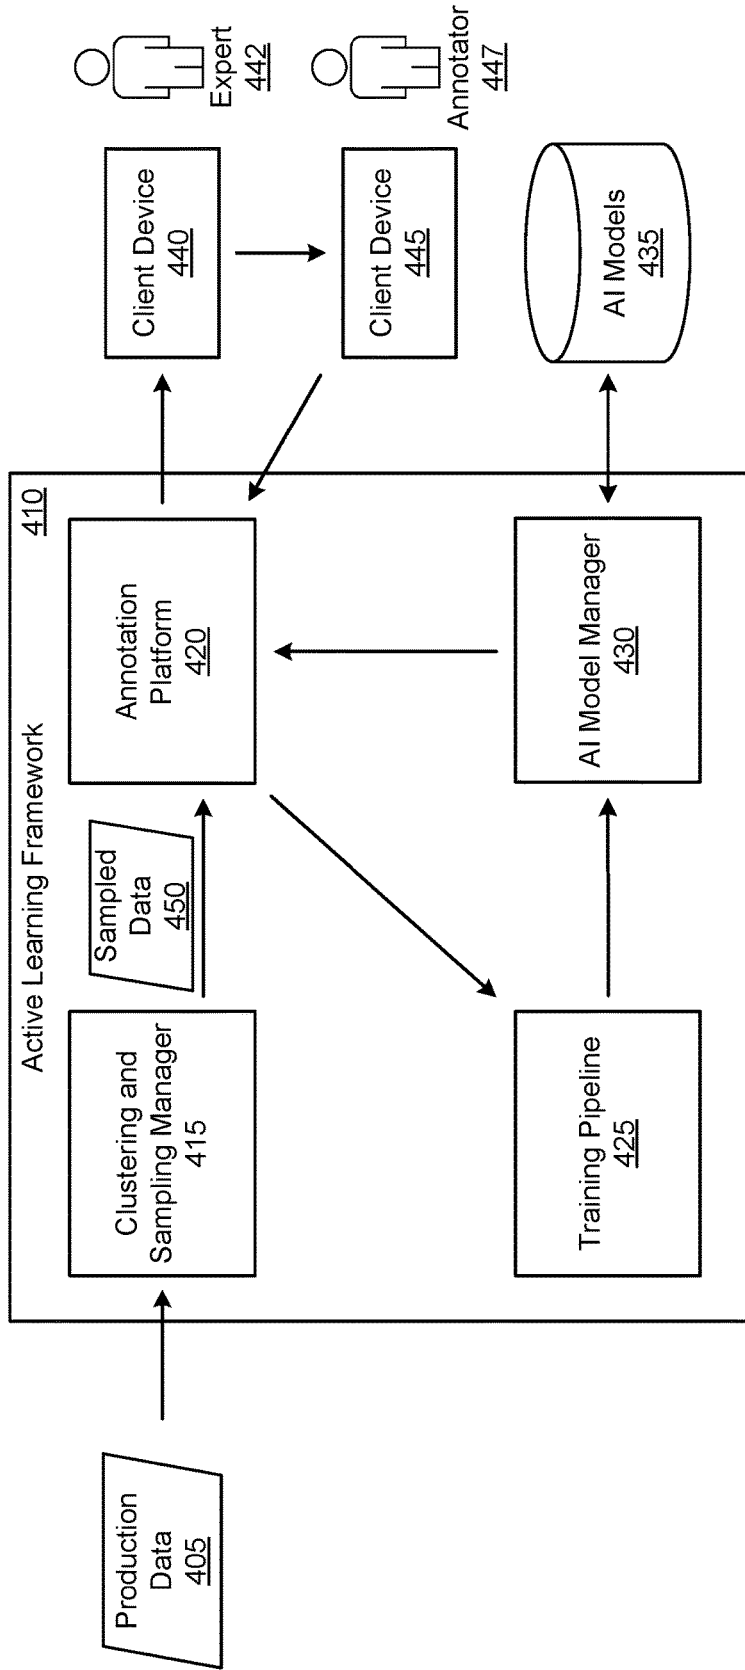 Production
Data
405
Active Learning Framework
410
Clustering and
Sampling Manager
415
Sampled
Data
450
Annotation
Platform
420
Training Pipeline
425
AI Model Manager
430
Client Device
440
Expert
442
Client Device
445
Annotator
447
AI Models
435